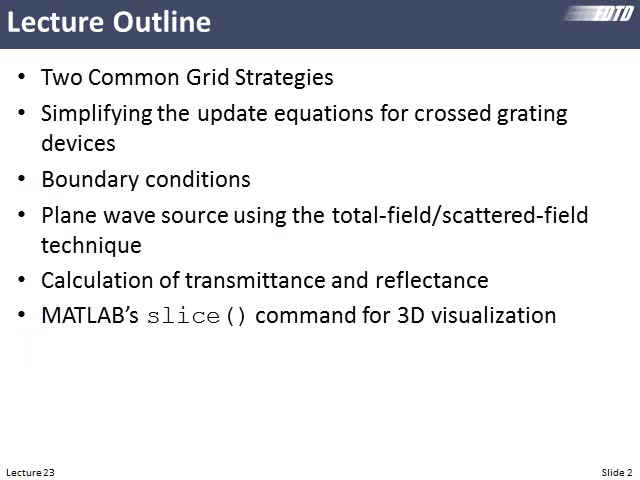 Lecture Outline
FDTD
• Two Common Grid Strategies
• Simplifying the update equations for crossed grating
devices
• Boundary conditions
• Plane wave source using the total-field/scattered-field
technique
• Calculation of transmittance and reflectance
• MATLAB's slice() command for 3D visualization
Lecture 23
Slide 2